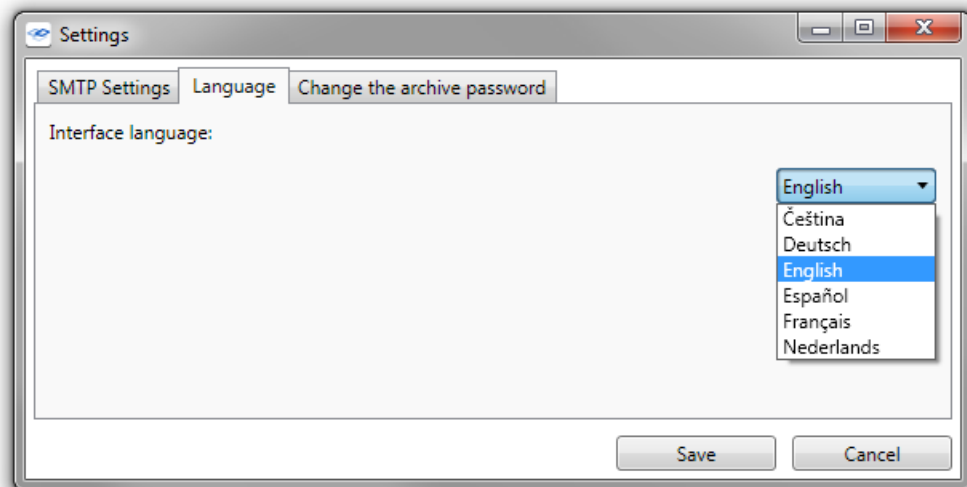 Settings
SMTP Settings Language Change the archive password
Interface language:
English
Čeština
Deutsch
English
Español
Français
Nederlands
Save Cancel